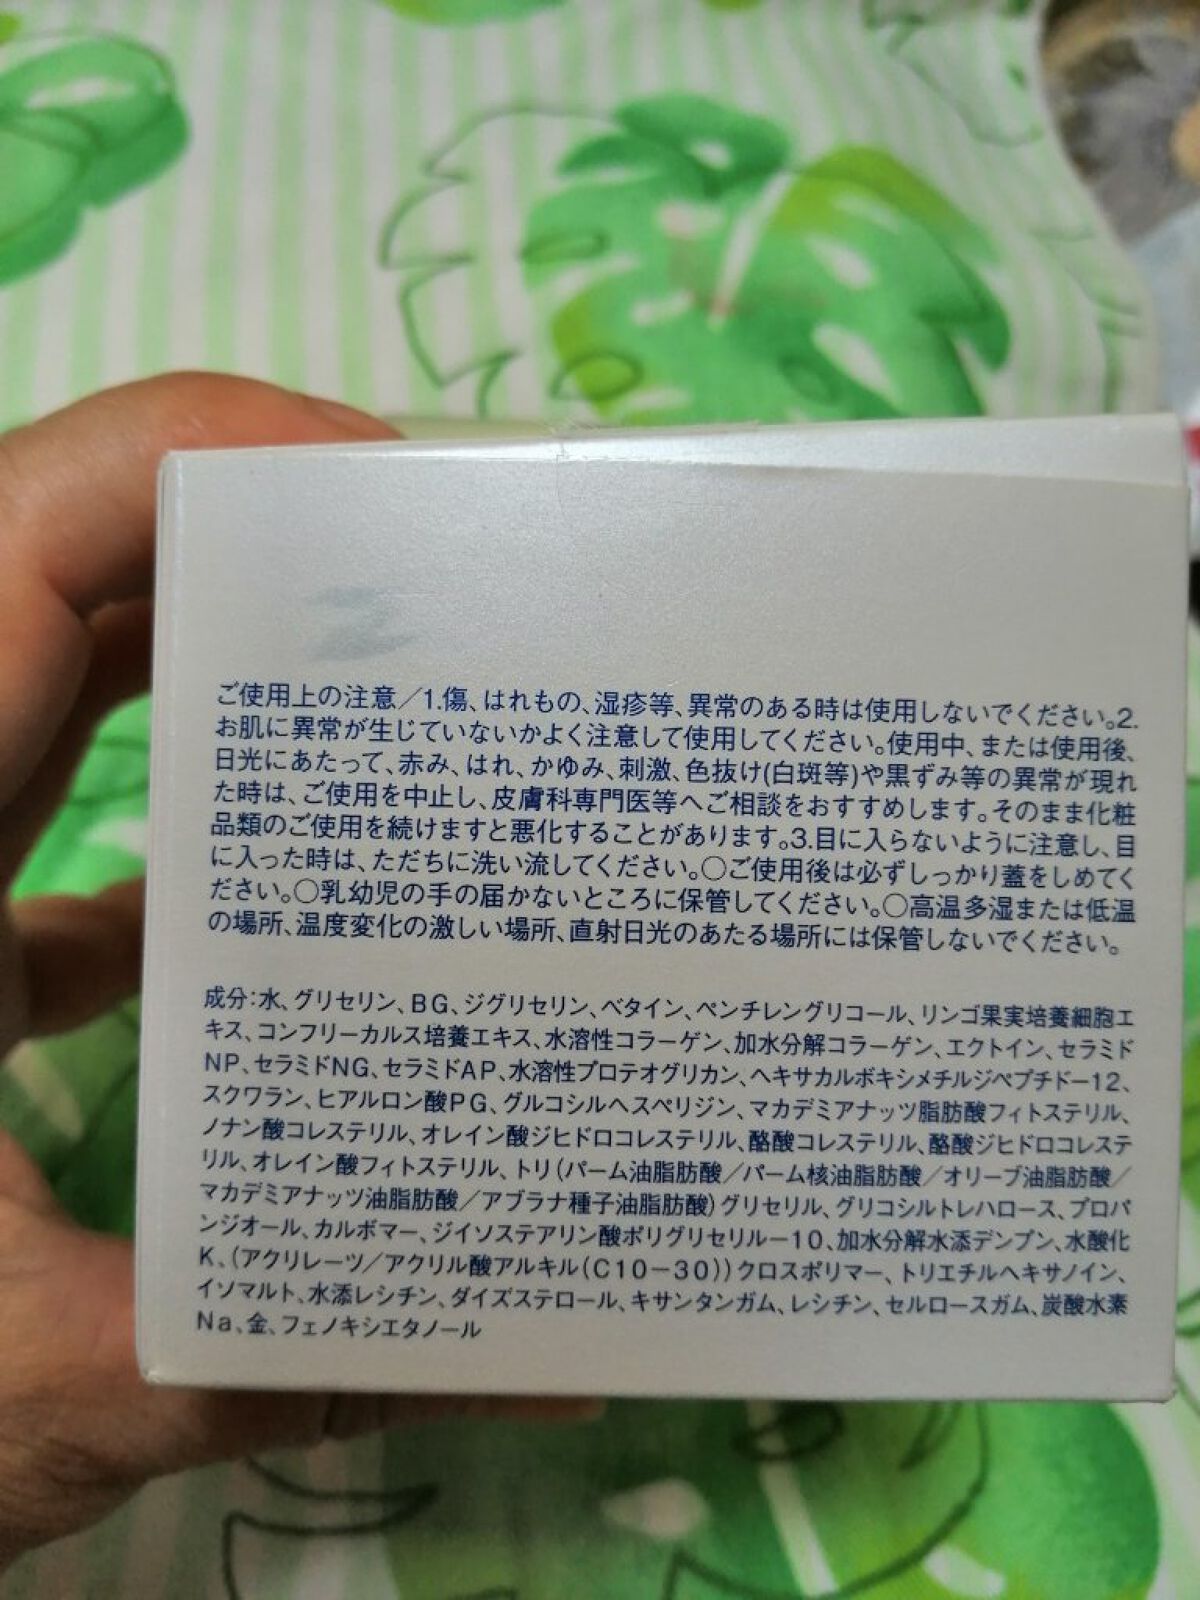 ご使用上の注意／1.傷、はれもの、湿疹等、異常のある時は使用しないでください。2.
お肌に異常が生じていないかよく注意して使用してください。使用中、または使用後、
日光にあたって、赤み、はれ、かゆみ、刺激、色抜け(白斑等)や黒ずみ等の異常が現れ
た時は、ご使用を中止し、皮膚科専門医等へご相談をおすすめします。そのまま化粧
品類のご使用を続けますと悪化することがあります。3.目に入らないように注意し、目
に入った時は、ただちに洗い流してください。○ご使用後は必ずしっかり蓋をしめてく
ださい。○乳幼児の手の届かないところに保管してください。○高温多湿または低温
の場所、温度変化の激しい場所、直射日光のあたる場所には保管しないでください。
成分：水、グリセリン、BG、ジグリセリン、ベタイン、ペンチレングリコール、リンゴ果実培養細胞エ
キス、コンフリーカルス培養エキス、水溶性コラーゲン、加水分解コラーゲン、エクトイン、セラミド
NP、セラミドNG、セラミドAP、水溶性プロテオグリカン、ヘキサカルボキシメチルジペプチド－12、
スクワラン、ヒアルロン酸PG、グルコシルヘスペリジン、マカデミアナッツ脂肪酸フィトステリル、
ノナン酸コレステリル、オレイン酸ジヒドロコレステリル、酪酸コレステリル、酪酸ジヒドロコレステ
リル、オレイン酸フィトステリル、トリ（パーム油脂肪酸／パーム核油脂肪酸／オリーブ油脂肪酸／
マカデミアナッツ油脂肪酸／アブラナ種子油脂肪酸）グリセリル、グリコシルトレハロース、プロパ
ンジオール、カルボマー、ジイソステアリン酸ポリグリセリル－10、加水分解水添デンプン、水酸化
K、（アクリレーツ／アクリル酸アルキル（C10－30））クロスポリマー、トリエチルヘキサノイン、
イソマルト、水添レシチン、ダイズステロール、キサンタンガム、レシチン、セルロースガム、炭酸水素
Na、金、フェノキシエタノール